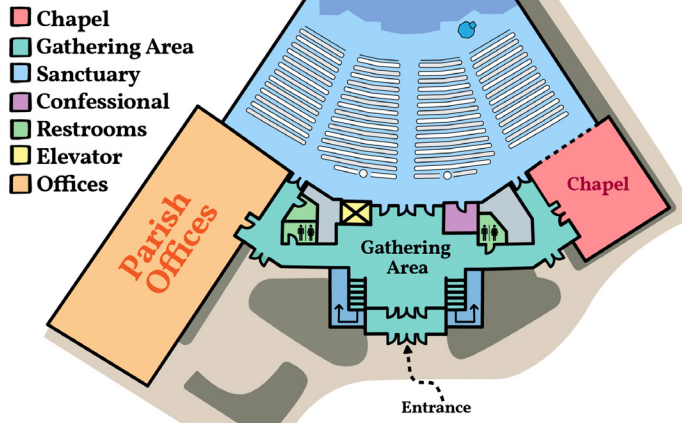 Chapel
Gathering Area
Sanctuary
Confessional
Restrooms
Elevator
Offices
Parish
Offices
Chapel
Gathering
Area
Entrance